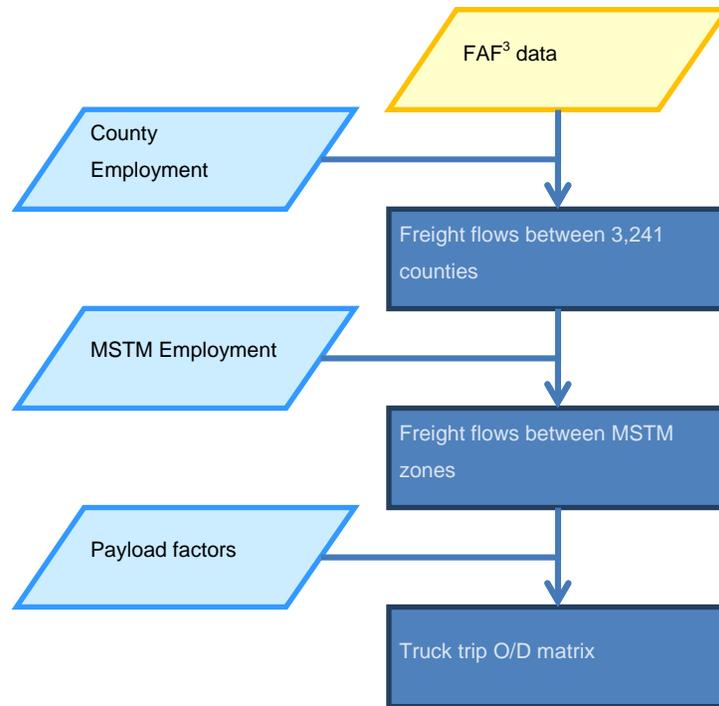 FAF³ data
County
Employment
Freight flows between 3,241
counties
MSTM Employment
Freight flows between MSTM
zones
Payload factors
Truck trip O/D matrix